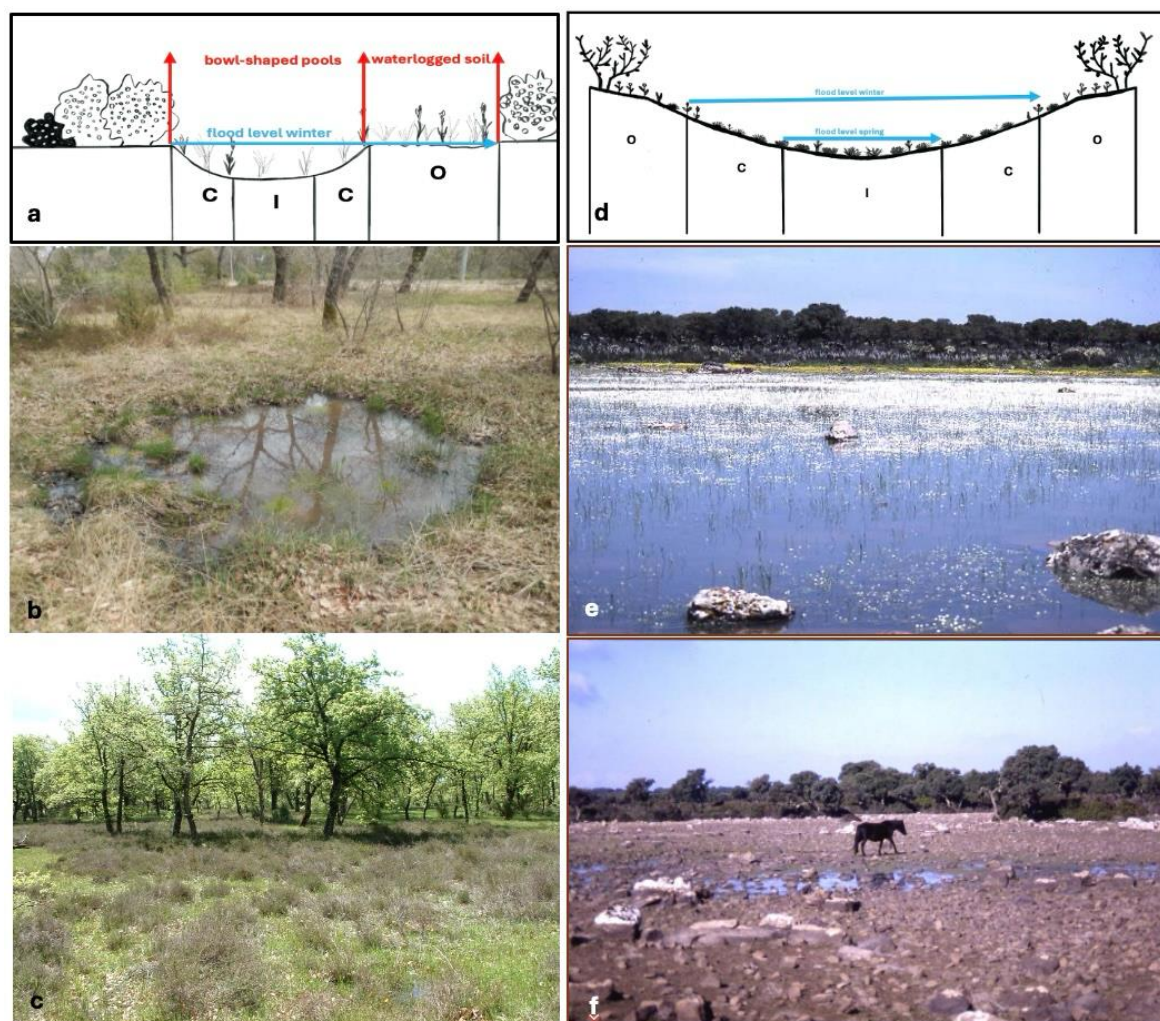 bowl-shaped pools waterlogged soil
flood level winter
C I C O
a
flood level winter
flood level spring
O C I C O
d
b
e
c
f